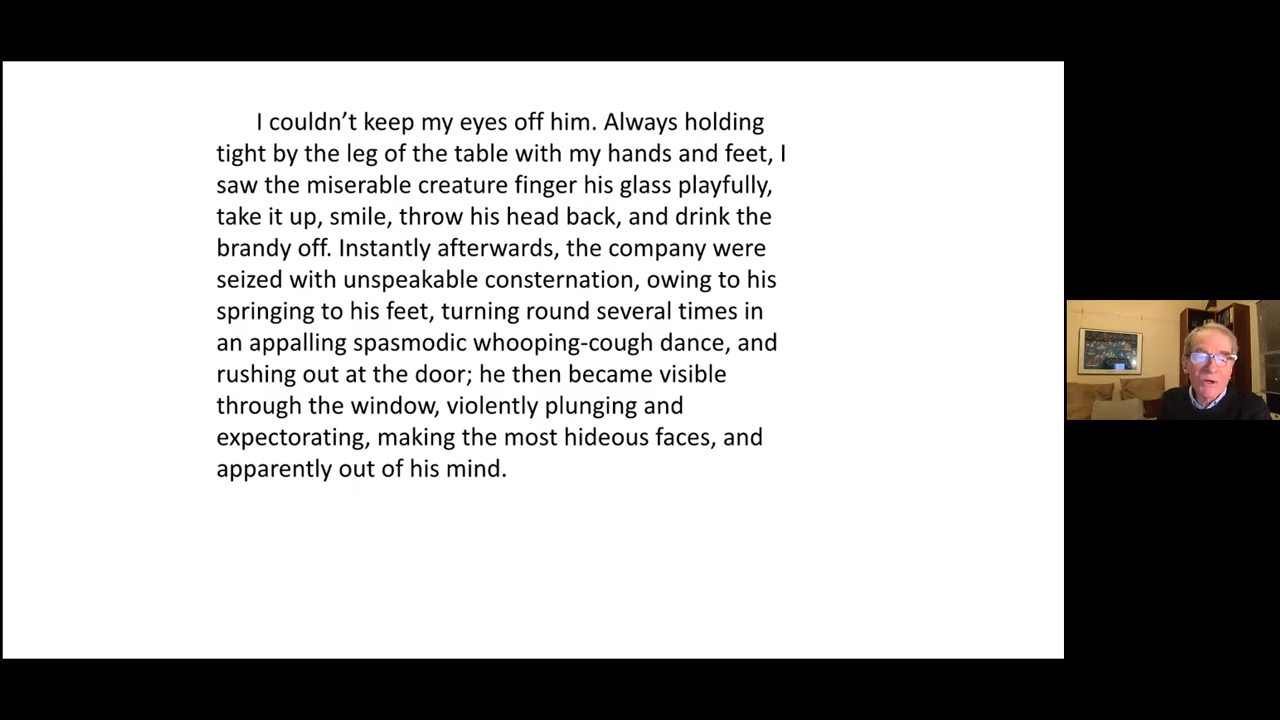 I couldn’t keep my eyes off him. Always holding
tight by the leg of the table with my hands and feet, I
saw the miserable creature finger his glass playfully,
take it up, smile, throw his head back, and drink the
brandy off. Instantly afterwards, the company were
seized with unspeakable consternation, owing to his
springing to his feet, turning round several times in
an appalling spasmodic whooping-cough dance, and
rushing out at the door; he then became visible
through the window, violently plunging and
expectorating, making the most hideous faces, and
apparently out of his mind.